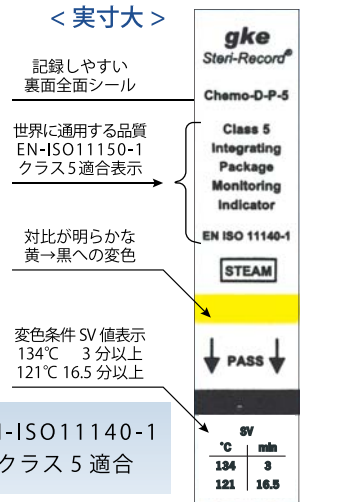 ＜実寸大＞
記録しやすい
裏面全面シール
世界に通用する品質
EN-ISO11150-1
クラス5適合表示
対比が明らかな
黄→黒への変色
変色条件 SV 値表示
134℃ 3 分以上
121℃ 16.5 分以上
-ISO11140-1
クラス 5 適合
gke
Steri-Record®
Chemo-D-P-5
Class 5
Integrating
Package
Monitoring
Indicator
EN ISO 11140-1
STEAM
PASS
SV
℃ min
134 3
121 16.5